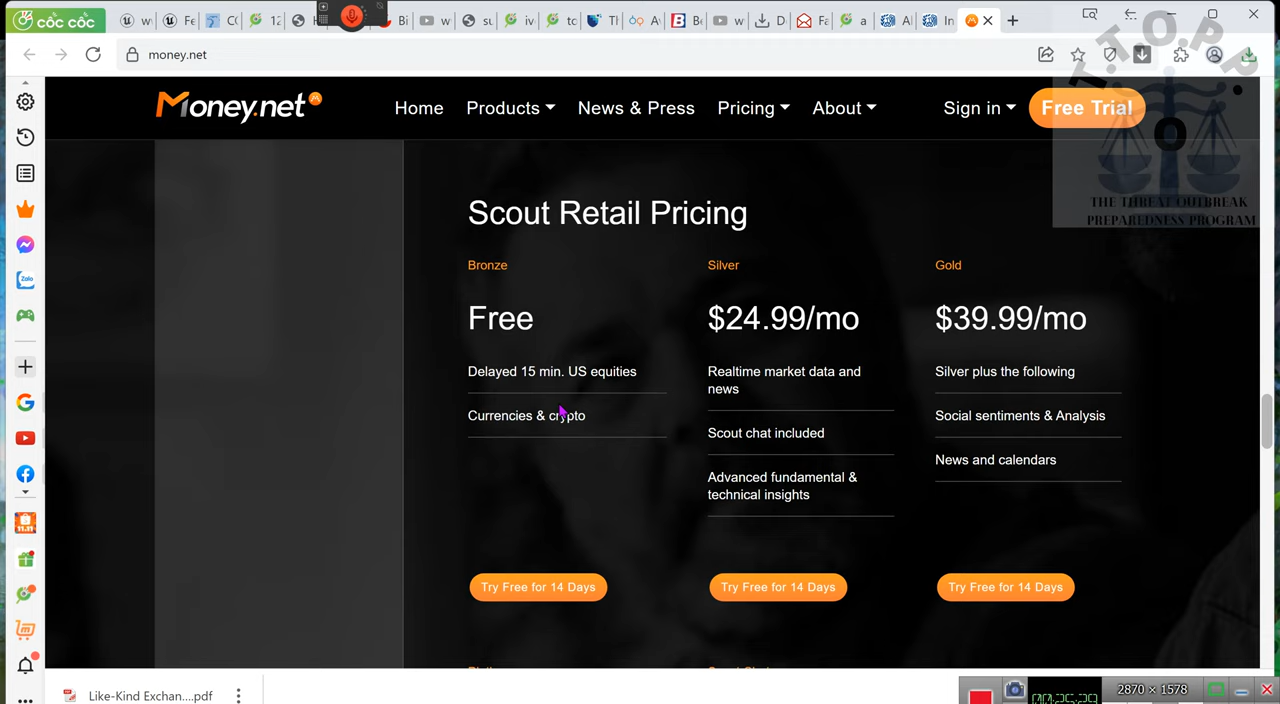 cốc cốc
money.net
Money.net
Home
Products
News & Press
Pricing
About
Sign in
Free Trial
T.T.O.P.P.
THE THREAT OUTBREAK
PREPAREDNESS PROGRAM
Scout Retail Pricing
Bronze
Silver
Gold
Free
$24.99/mo
$39.99/mo
Delayed 15 min. US equities
Realtime market data and
news
Silver plus the following
Currencies & crypto
Scout chat included
Social sentiments & Analysis
Advanced fundamental &
technical insights
News and calendars
Try Free for 14 Days
Try Free for 14 Days
Try Free for 14 Days
Zalo
Like-Kind Exchan....pdf
2870 × 1578